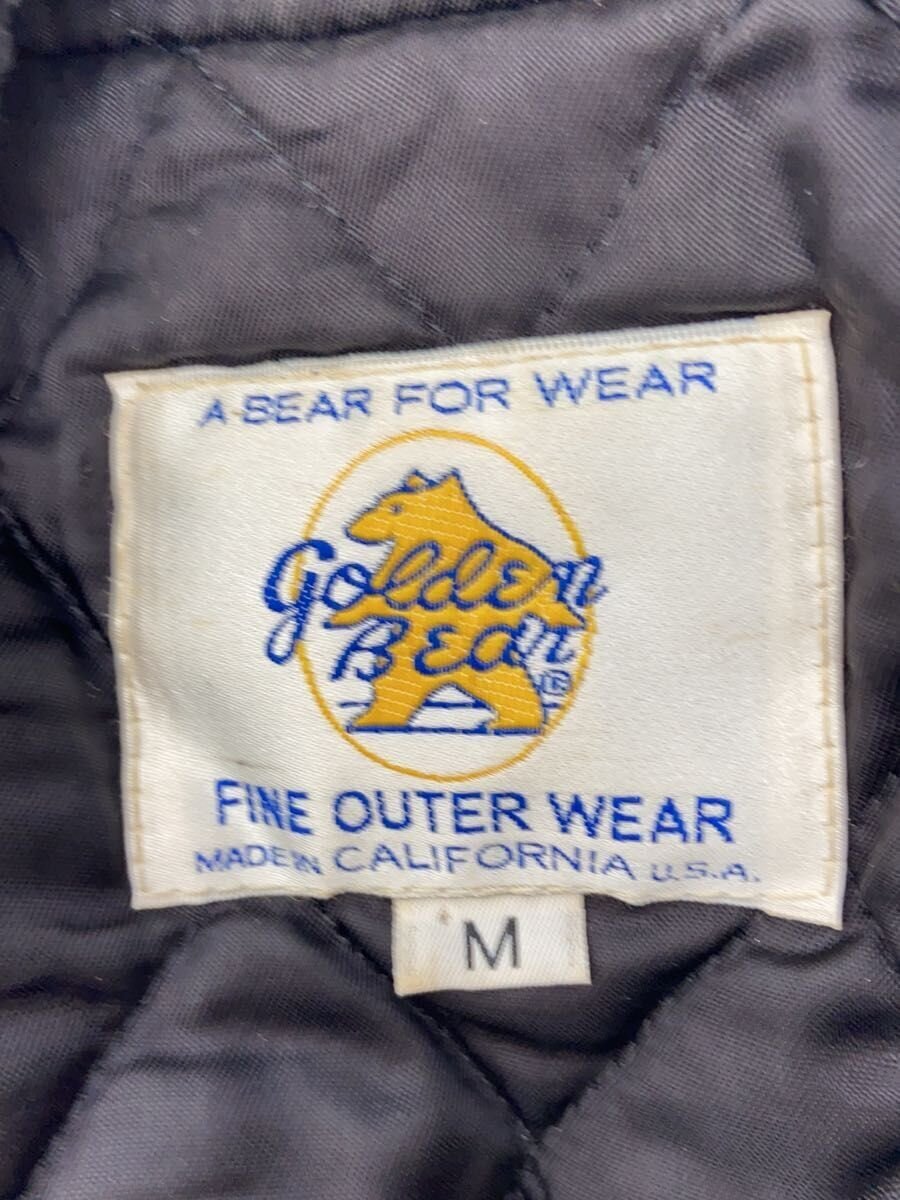 A-BEAR FOR WEAR
Golden
Bear
®
FINE OUTER WEAR
MADE IN CALIFORNIA U.S.A.
M